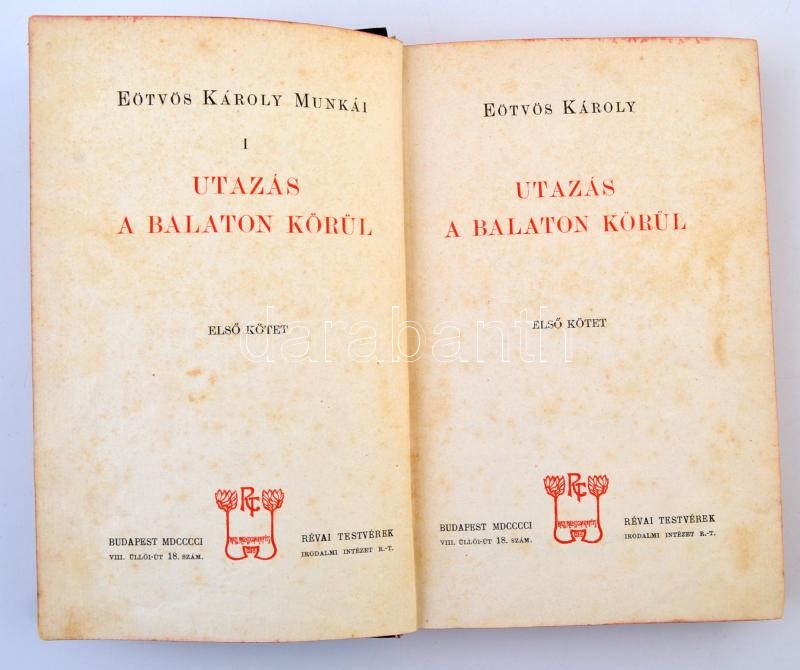 EÖTVÖS KÁROLY MUNKÁI
I
UTAZÁS
A BALATON KÖRÜL
ELSŐ KÖTET
BUDAPEST MDCCCCI
VIII. ÜLLŐI-ÚT 18. SZÁM.
RÉVAI TESTVÉREK
IRODALMI INTÉZET R.-T.
EÖTVÖS KÁROLY
UTAZÁS
A BALATON KÖRÜL
ELSŐ KÖTET
BUDAPEST MDCCCCI
VIII. ÜLLŐI-ÚT 18. SZÁM.
RÉVAI TESTVÉREK
IRODALMI INTÉZET R.-T.
darabanth